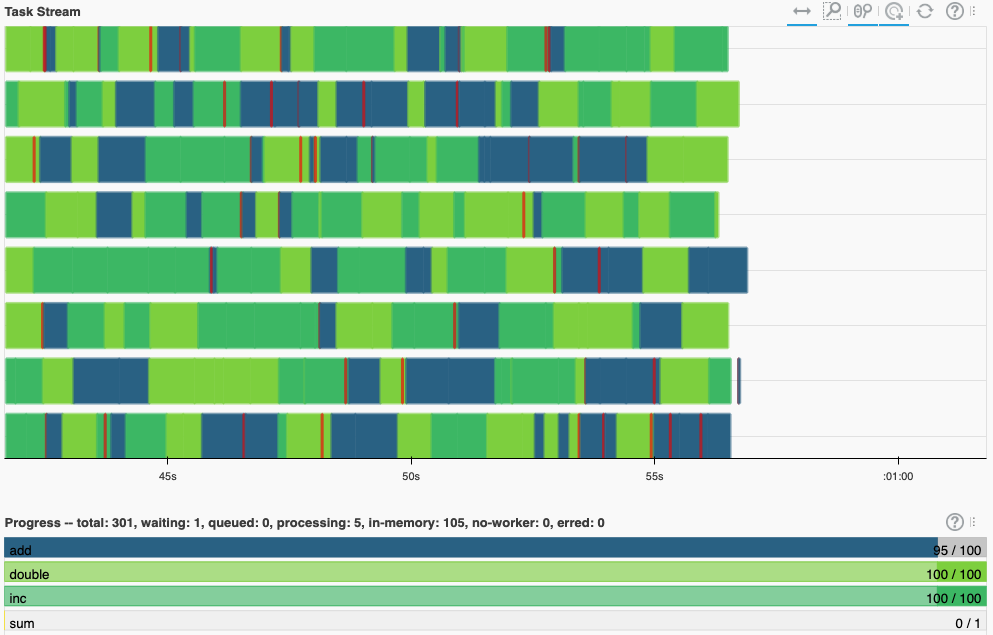 Task Stream
45s
50s
55s
:01:00
Progress -- total: 301, waiting: 1, queued: 0, processing: 5, in-memory: 105, no-worker: 0, erred: 0
add 95 / 100
double 100 / 100
inc 100 / 100
sum 0 / 1